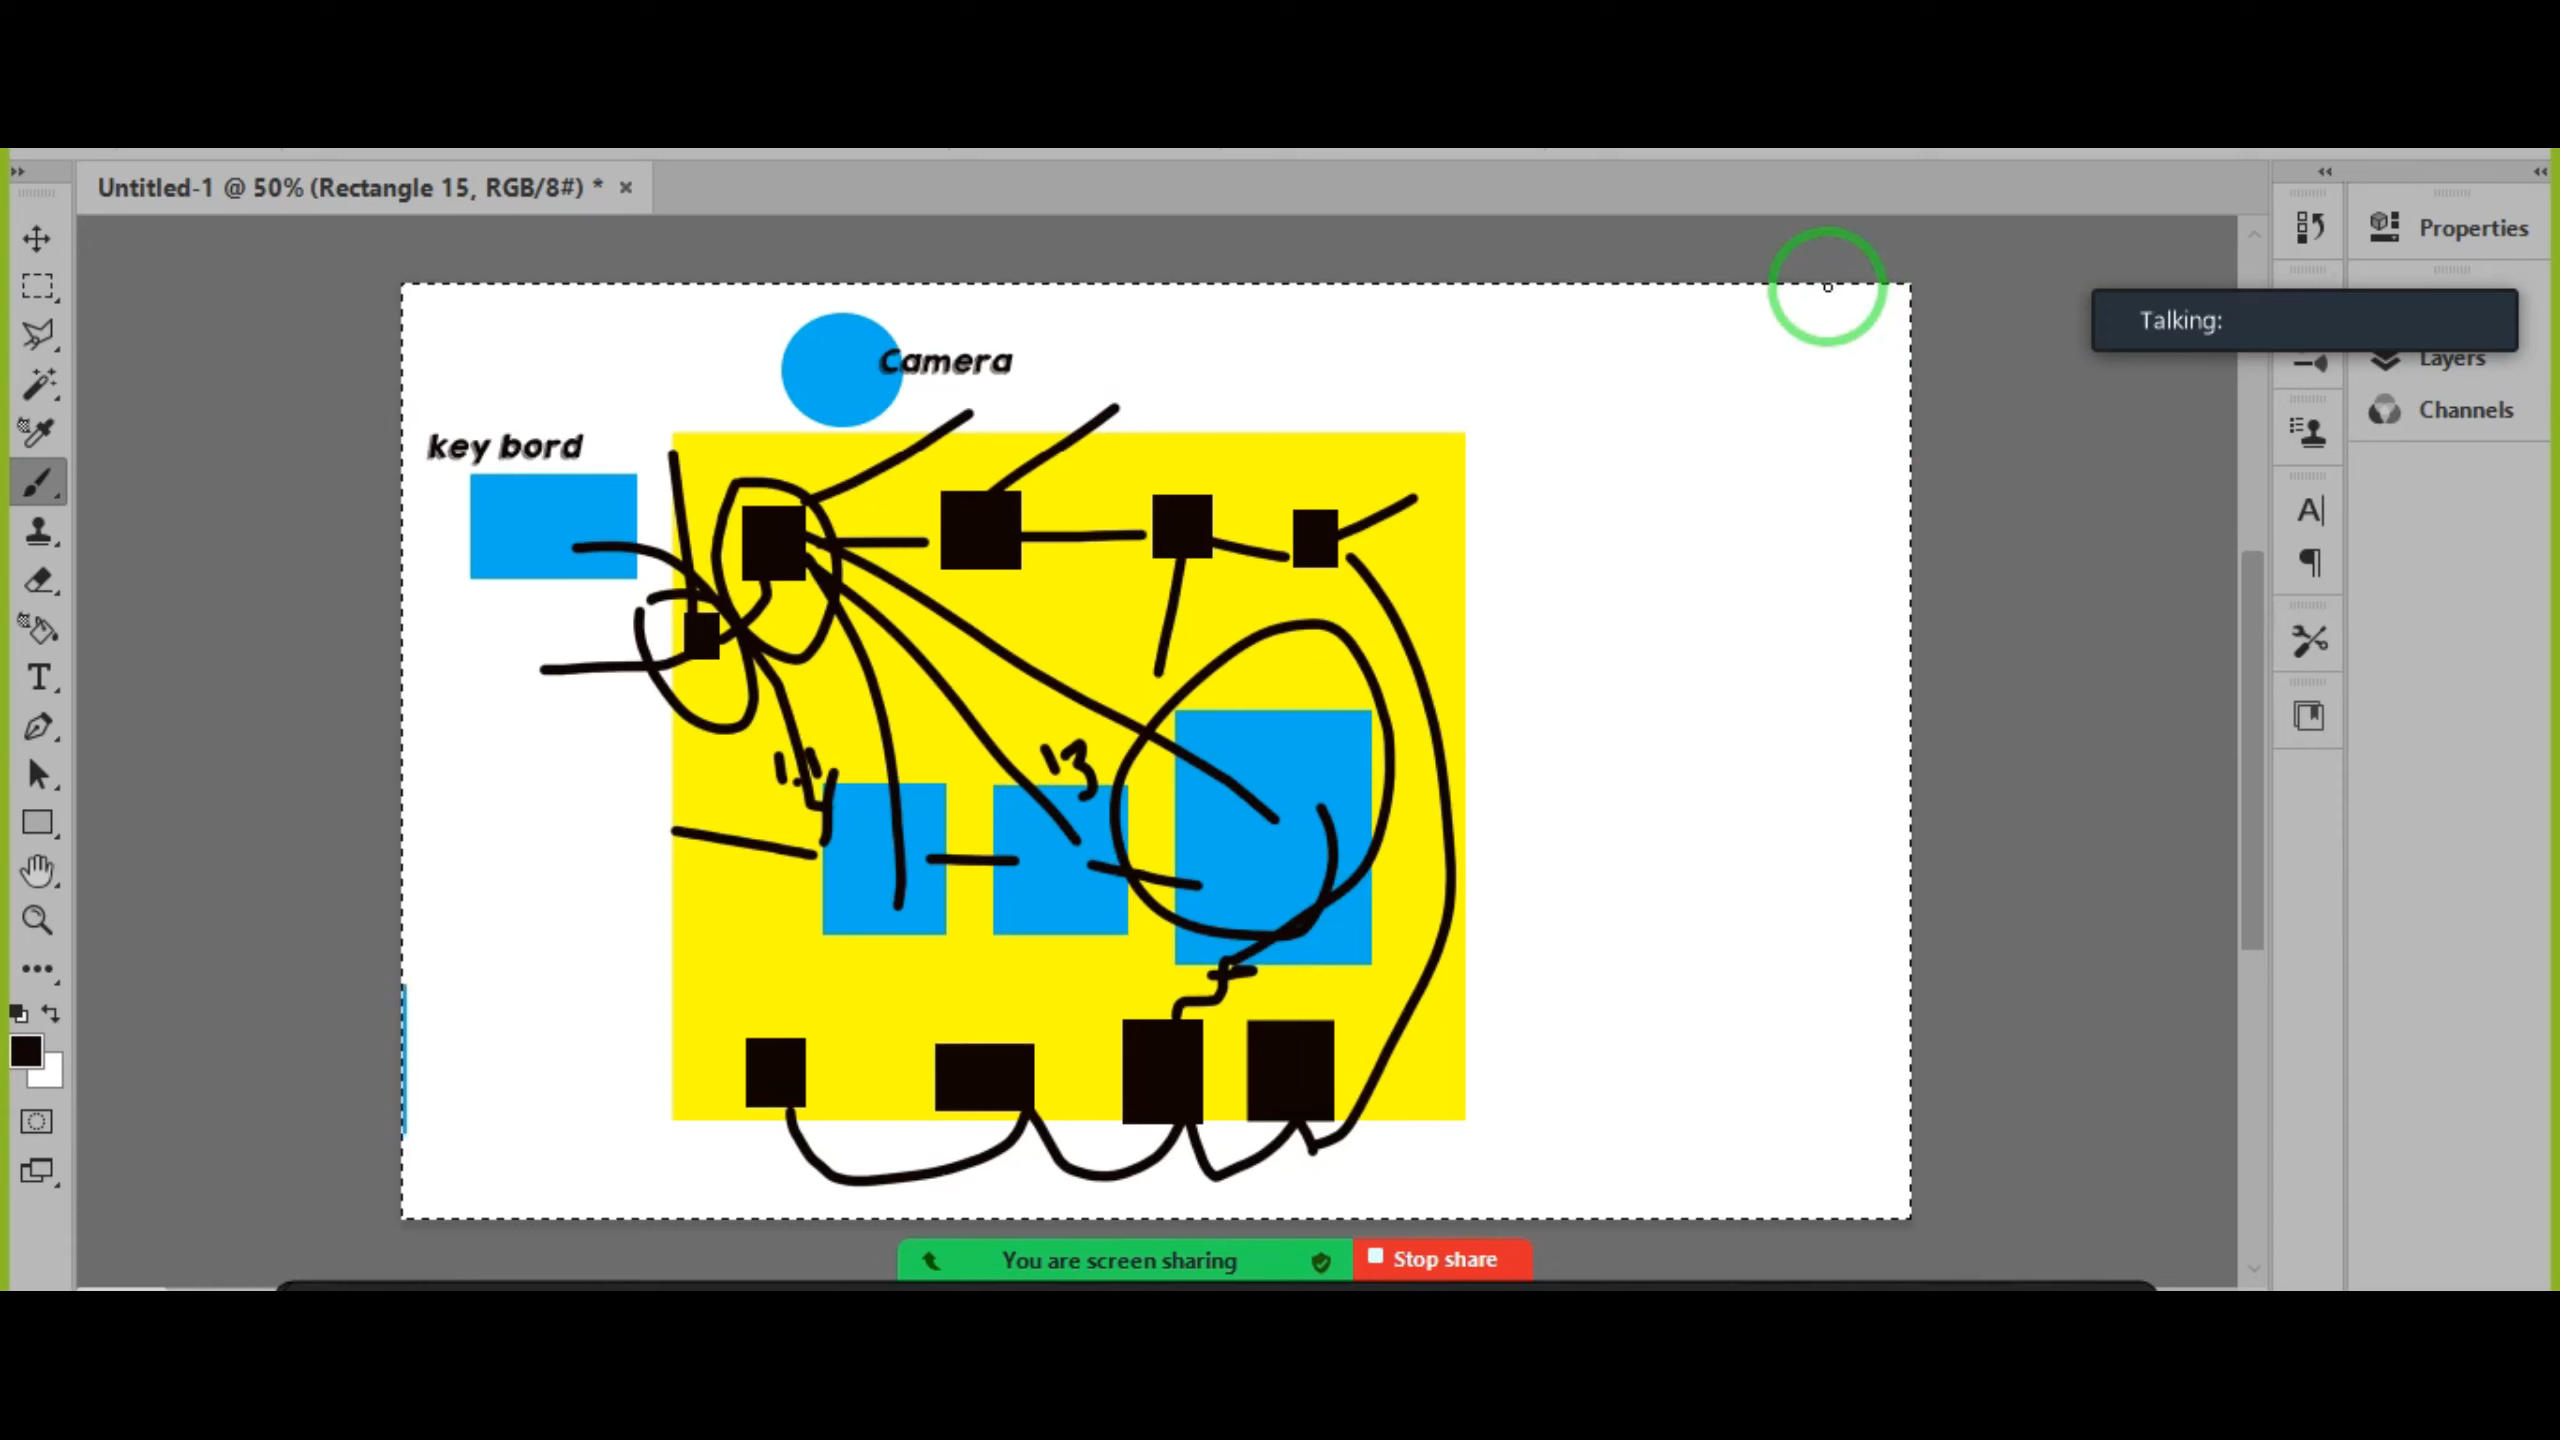 Untitled-1 @ 50% (Rectangle 15, RGB/8#) *
Properties
Talking:
Layers
Channels
Camera
key bord
13
You are screen sharing
Stop share